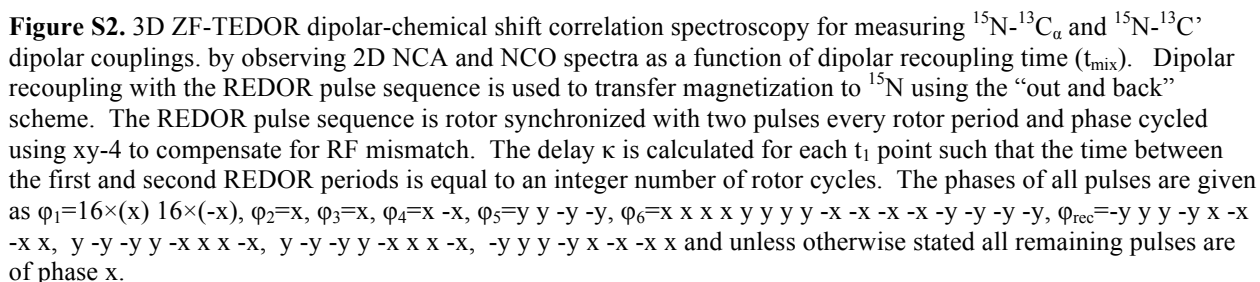 Figure S2. 3D ZF-TEDOR dipolar-chemical shift correlation spectroscopy for measuring ¹⁵N-¹³Cα and ¹⁵N-¹³C’
dipolar couplings. by observing 2D NCA and NCO spectra as a function of dipolar recoupling time (tmix). Dipolar
recoupling with the REDOR pulse sequence is used to transfer magnetization to ¹⁵N using the “out and back”
scheme. The REDOR pulse sequence is rotor synchronized with two pulses every rotor period and phase cycled
using xy-4 to compensate for RF mismatch. The delay κ is calculated for each t₁ point such that the time between
the first and second REDOR periods is equal to an integer number of rotor cycles. The phases of all pulses are given
as φ₁=16×(x) 16×(-x), φ₂=x, φ₃=x, φ₄=x -x, φ₅=y y -y -y, φ₆=x x x x y y y y -x -x -x -x -y -y -y -y, φrec=-y y y -y x -x
-x x, y -y -y y -x x x -x, y -y -y y -x x x -x, -y y y -y x -x -x x and unless otherwise stated all remaining pulses are
of phase x.